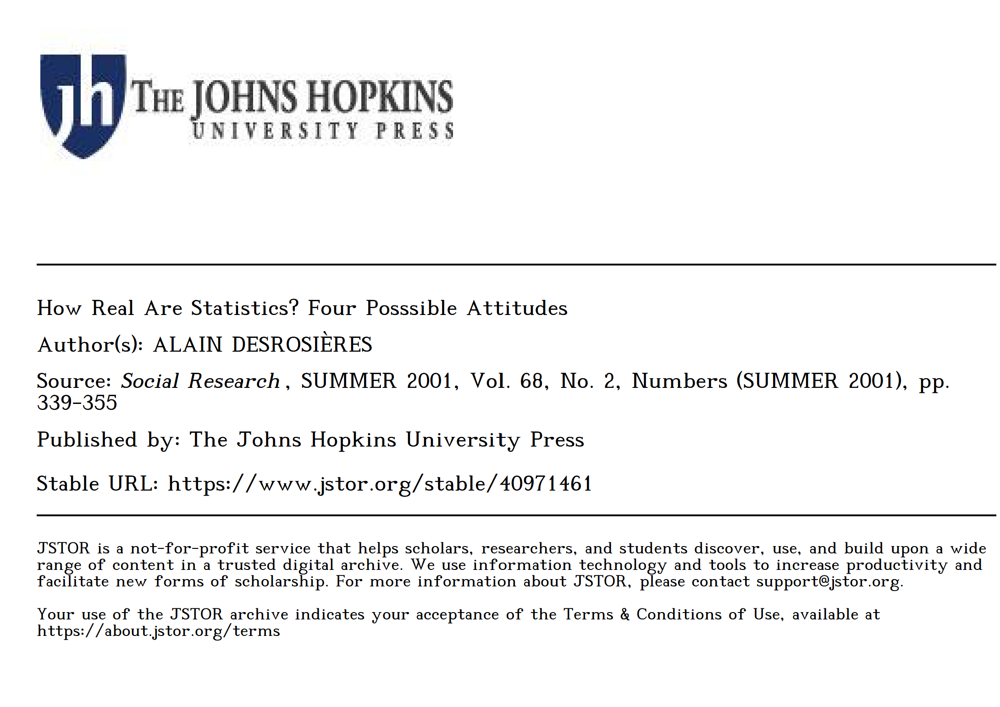 jh THE JOHNS HOPKINS
UNIVERSITY PRESS
How Real Are Statistics? Four Posssible Attitudes
Author(s): ALAIN DESROSIÈRES
Source: Social Research , SUMMER 2001, Vol. 68, No. 2, Numbers (SUMMER 2001), pp.
339-355
Published by: The Johns Hopkins University Press
Stable URL: https://www.jstor.org/stable/40971461
JSTOR is a not-for-profit service that helps scholars, researchers, and students discover, use, and build upon a wide
range of content in a trusted digital archive. We use information technology and tools to increase productivity and
facilitate new forms of scholarship. For more information about JSTOR, please contact support@jstor.org.
Your use of the JSTOR archive indicates your acceptance of the Terms & Conditions of Use, available at
https://about.jstor.org/terms